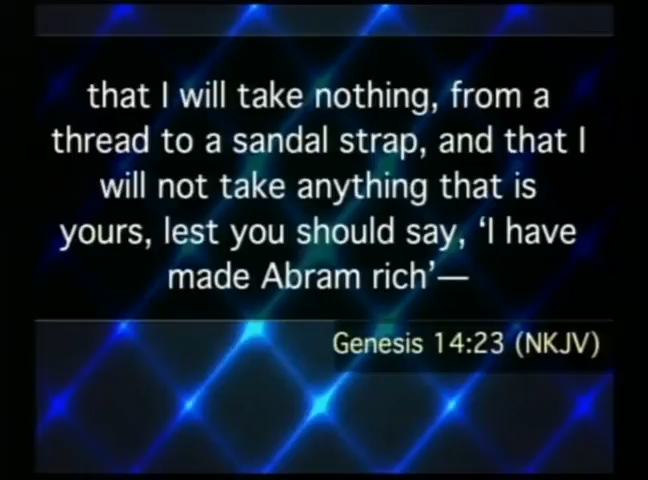 that I will take nothing, from a
thread to a sandal strap, and that I
will not take anything that is
yours, lest you should say, ‘I have
made Abram rich’—
Genesis 14:23 (NKJV)